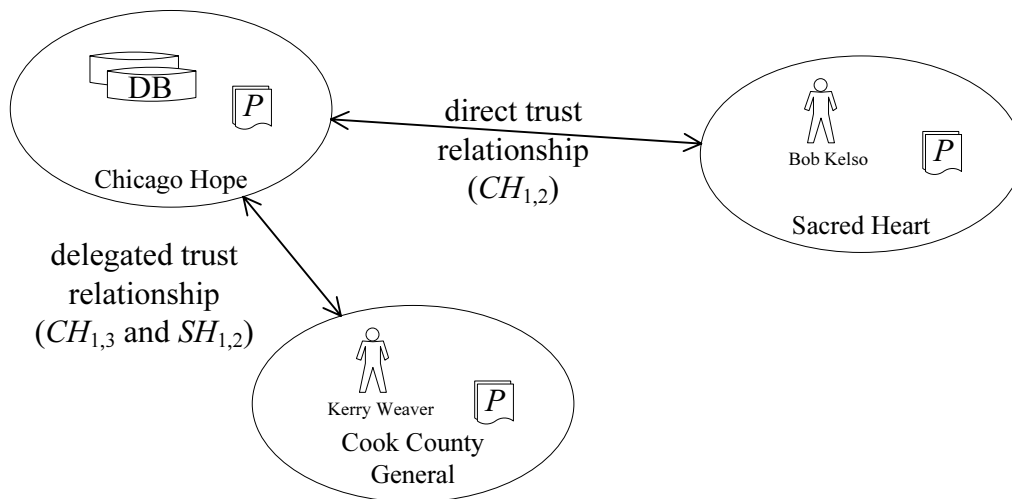 DB
P
Chicago Hope
direct trust
relationship
(CH1,2)
Bob Kelso
P
Sacred Heart
delegated trust
relationship
(CH1,3 and SH1,2)
Kerry Weaver
P
Cook County
General